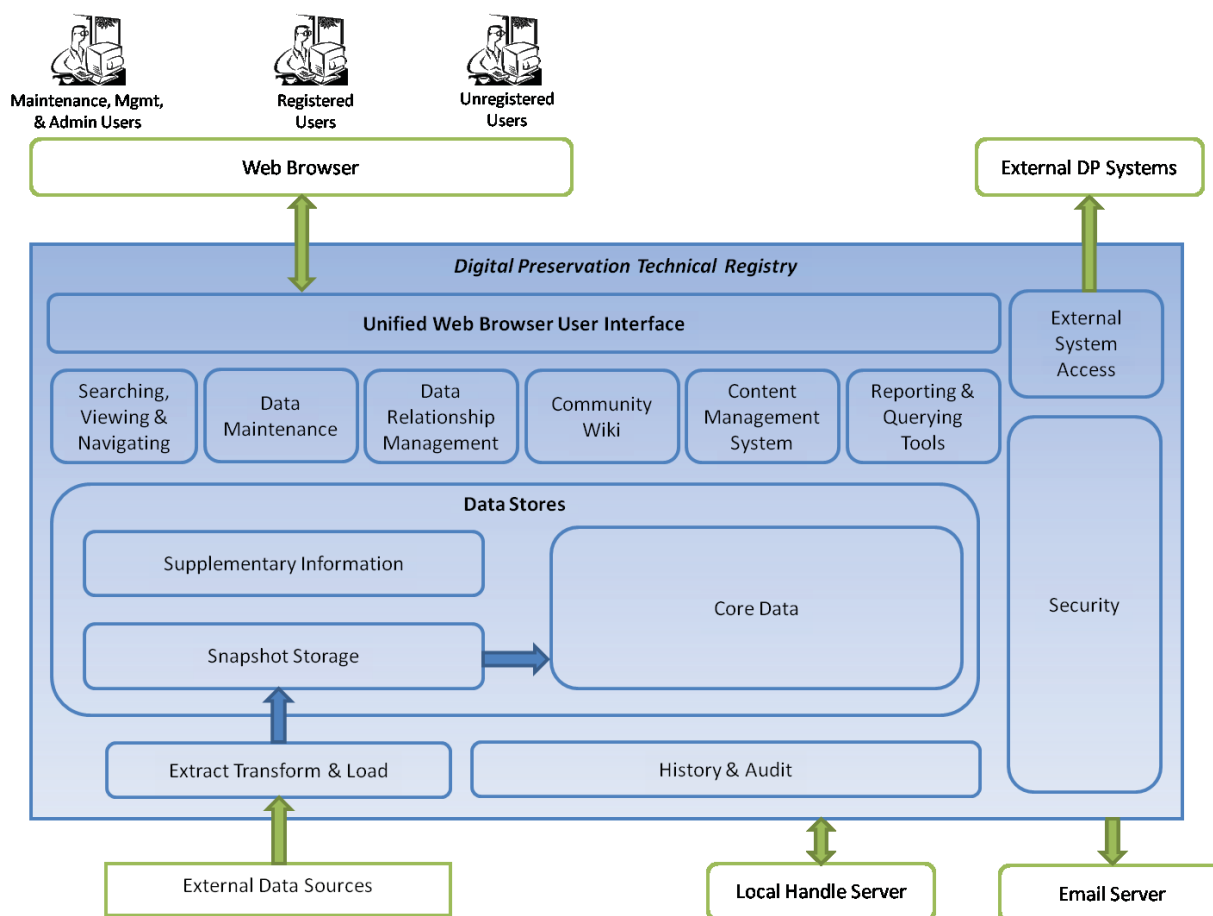 Maintenance, Mgmt,
& Admin Users
Registered
Users
Unregistered
Users
Web Browser
External DP Systems
Digital Preservation Technical Registry
Unified Web Browser User Interface
External
System
Access
Searching,
Viewing &
Navigating
Data
Maintenance
Data
Relationship
Management
Community
Wiki
Content
Management
System
Reporting &
Querying
Tools
Data Stores
Supplementary Information
Core Data
Security
Snapshot Storage
Extract Transform & Load
History & Audit
External Data Sources
Local Handle Server
Email Server